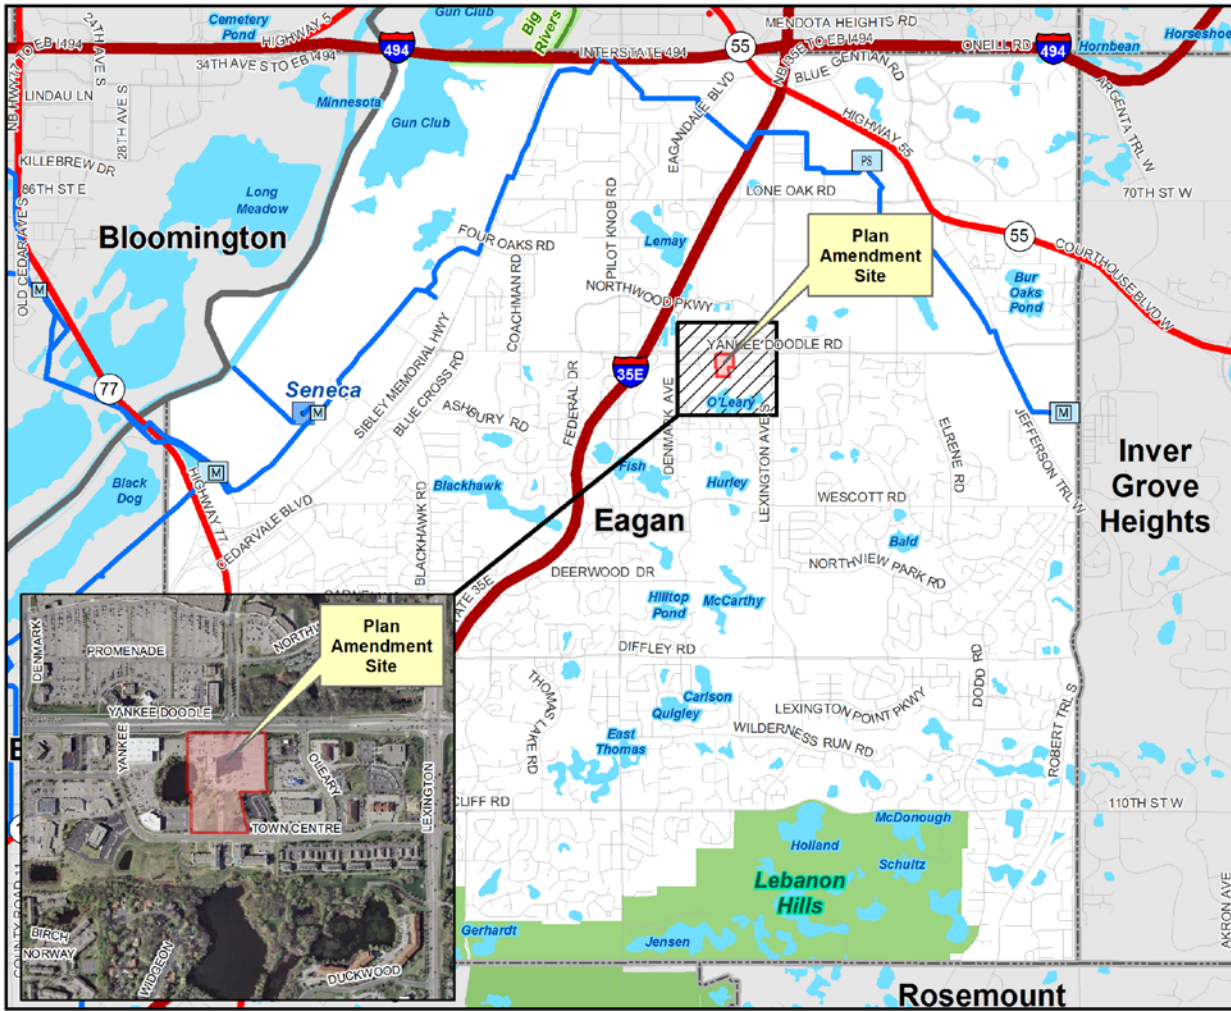 Cemetery
Pond
HIGHWAY 5
24TH AVE S
Gun Club
Big
Rivers
MENDOTA HEIGHTS RD
55
494
INTERSTATE 494
NB I35E TO EB I494
ONEILL RD
494
Hornbean
Horseshoe
NB HWY77 TO EB I494
34TH AVE S TO EB I494
LINDAU LN
28TH AVE S
Minnesota
Gun Club
EAGANDALE BLVD
BLUE GENTIAN RD
HIGHWAY 55
ARGENTA TRL W
KILLEBREW DR
86TH ST E
Long
Meadow
PS
LONE OAK RD
70TH ST W
OLD CEDAR AVE S
Bloomington
FOUR OAKS RD
PILOT KNOB RD
Lemay
Plan
Amendment
Site
55
COURTHOUSE BLVD W
Bur
Oaks
Pond
M
COACHMAN RD
NORTHWOOD PKWY
YANKEE DOODLE RD
77
Seneca
M
SIBLEY MEMORIAL HWY
BLUE CROSS RD
35E
FEDERAL DR
DENMARK AVE
O'Leary
LEXINGTON AVE S
ASHBURY RD
M
JEFFERSON TRL W
ELRENE RD
Inver
Grove
Heights
Black
Dog
M
HIGHWAY 77
CEDARVALE BLVD
Blackhawk
BLACKHAWK RD
Fish
Hurley
WESCOTT RD
Eagan
Bald
NORTHVIEW PARK RD
DEERWOOD DR
Hilltop
Pond
McCarthy
DIFFLEY RD
THOMAS LAKE RD
Carlson
Quigley
LEXINGTON POINT PKWY
DODD RD
East
Thomas
WILDERNESS RUN RD
ROBERT TRL S
CLIFF RD
110TH ST W
McDonough
Holland
Schultz
Lebanon
Hills
Gerhardt
Jensen
AKRON AVE
Rosemount
DENMARK
PROMENADE
Plan
Amendment
Site
YANKEE DOODLE
YANKEE
OLEARY
LEXINGTON
TOWN CENTRE
BIRCH
NORWAY
WIDGEON
DUCKWOOD